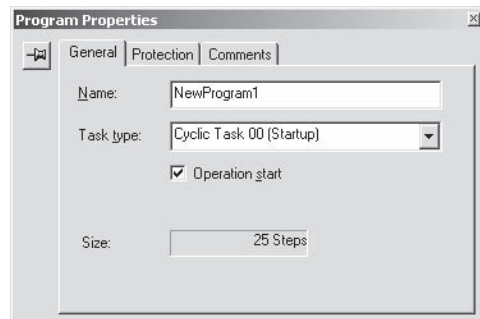 Program Properties
General Protection Comments
Name: NewProgram1
Task type: Cyclic Task 00 (Startup)
Operation start
Size: 25 Steps